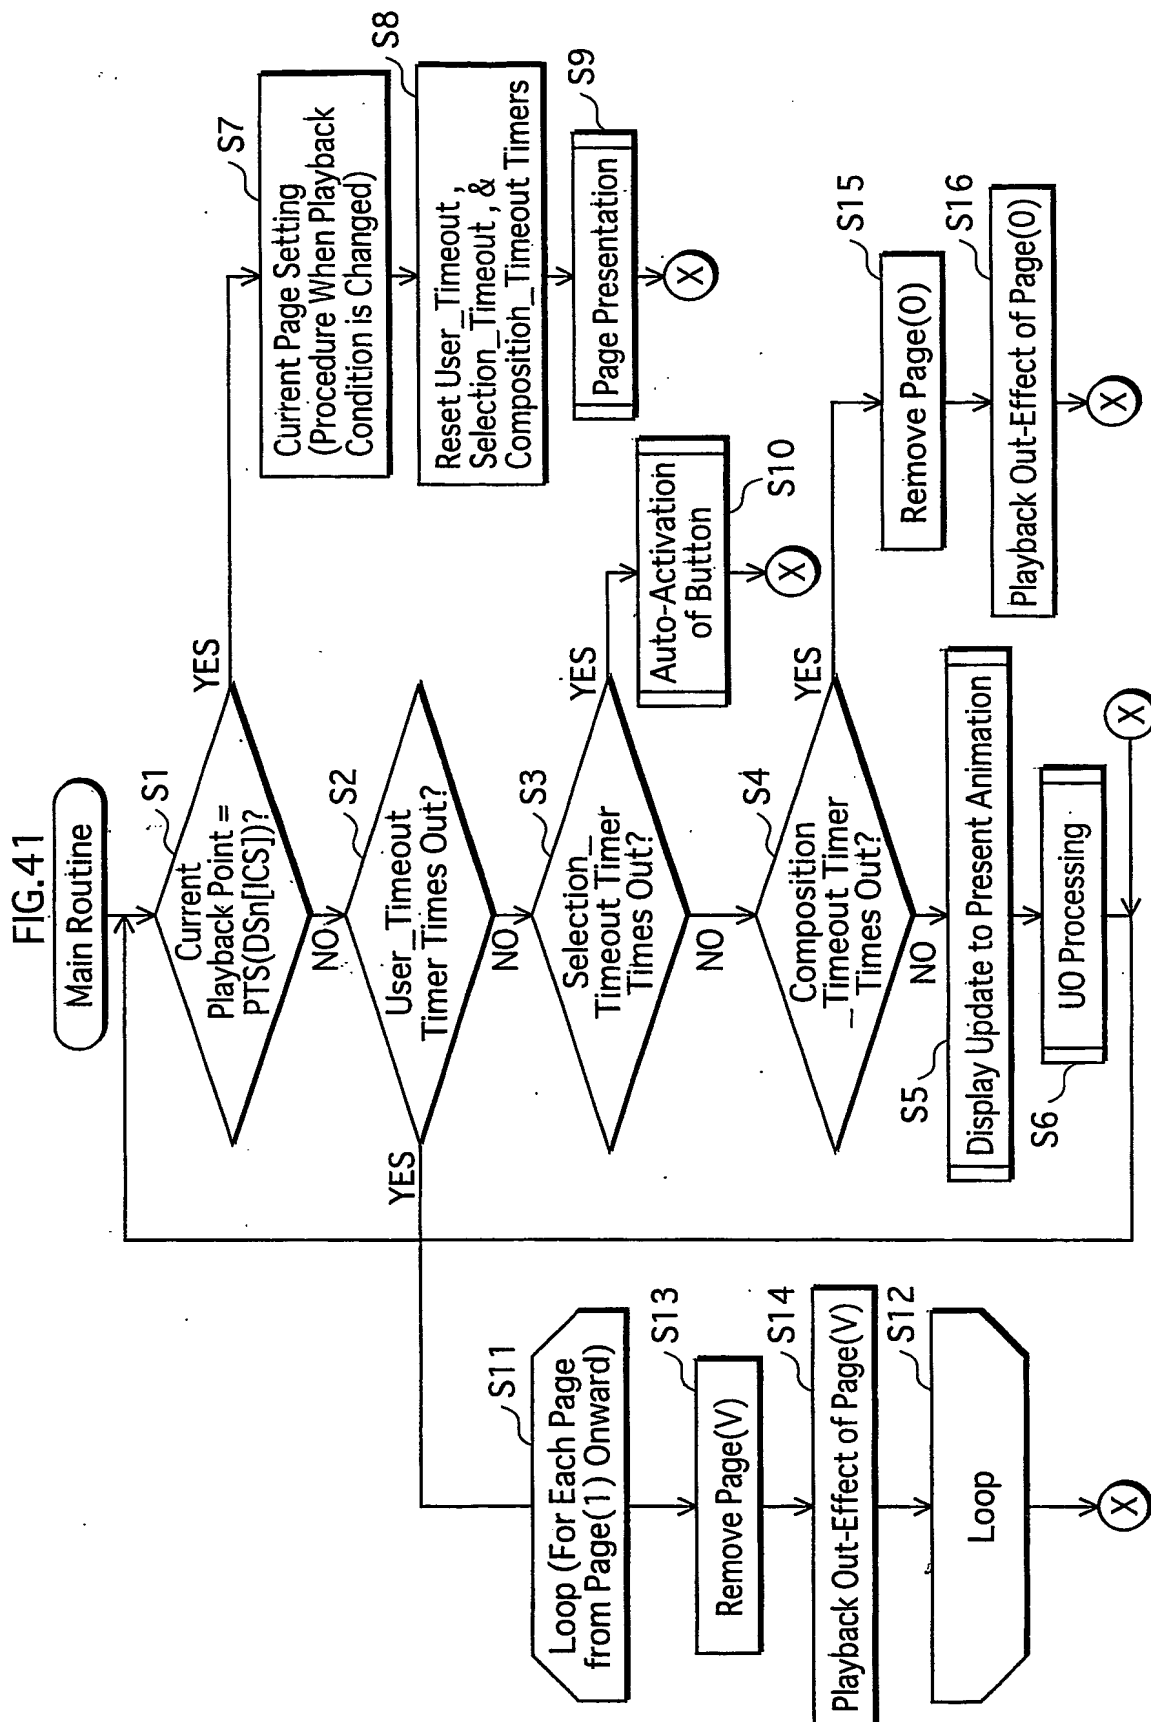 FIG.41
Main Routine
S1
Current
Playback Point =
PTS(DSn[ICS])?
YES
NO
S7
Current Page Setting
(Procedure When Playback
Condition is Changed)
S8
Reset User_Timeout ,
Selection_Timeout , &
Composition_Timeout Timers
S9
Page Presentation
X
S2
User_Timeout
Timer Times Out?
YES
NO
S3
Selection_
Timeout Timer
Times Out?
YES
NO
Auto-Activation
of Button
S10
X
S4
Composition
_Timeout Timer
Times Out?
YES
NO
S15
Remove Page(0)
S16
Playback Out-Effect of Page(0)
X
S5
Display Update to Present Animation
S6
UO Processing
X
S11
Loop (For Each Page
from Page(1) Onward)
S13
Remove Page(V)
S14
Playback Out-Effect of Page(V)
S12
Loop
X